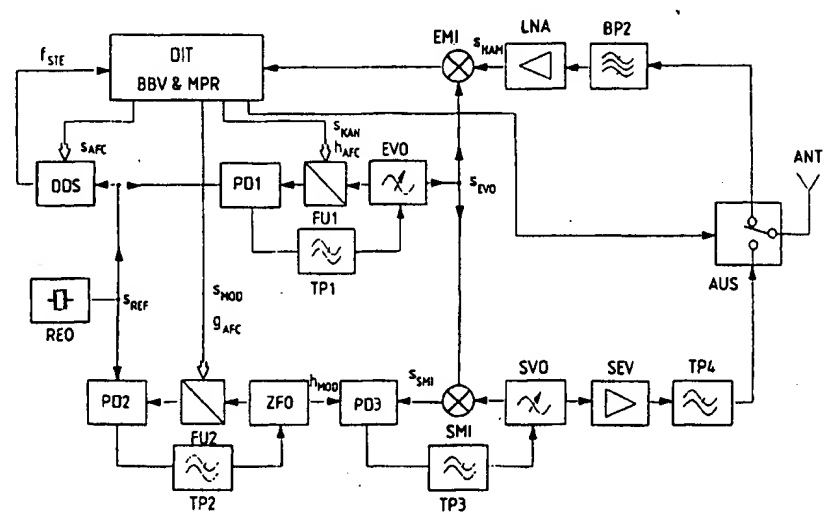 LNA
BP2
EMI
s_HAM
f_STE
DIT
BBV & MPR
s_KAN
h_AFC
EVO
s_AFC
ANT
DDS
PD1
s_EVO
FU1
AUS
TP1
s_REF
s_MOD
g_AFC
REO
h_MOD
s_SMI
SVO
SEV
TP4
PD2
ZFO
PD3
FU2
SMI
TP2
TP3